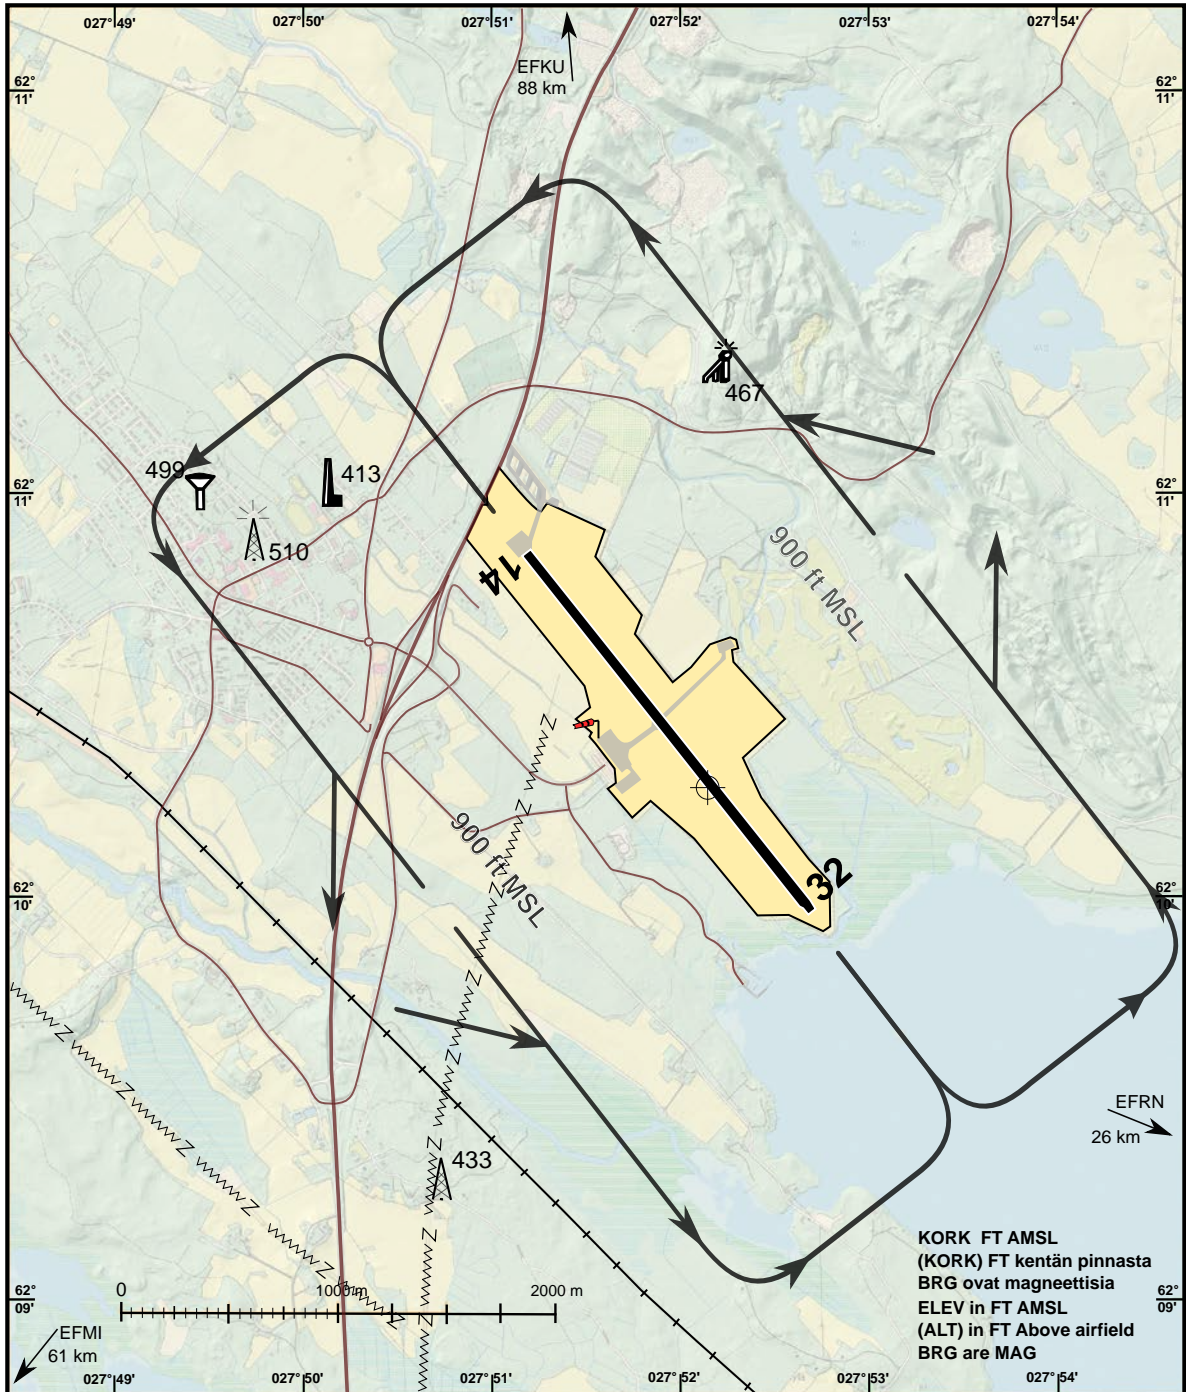 027°49'
027°50'
027°51'
027°52'
027°53'
027°54'
EFKU
88 km
62°
11'
62°
11'
467
499
413
510
62°
11'
62°
11'
900 ft MSL
14
900 ft MSL
32
62°
10'
62°
10'
EFRN
26 km
433
KORK FT AMSL
(KORK) FT kentän pinnasta
BRG ovat magneettisia
ELEV in FT AMSL
(ALT) in FT Above airfield
BRG are MAG
0
1000 m
2000 m
62°
09'
62°
09'
EFMI
61 km
027°49'
027°50'
027°51'
027°52'
027°53'
027°54'